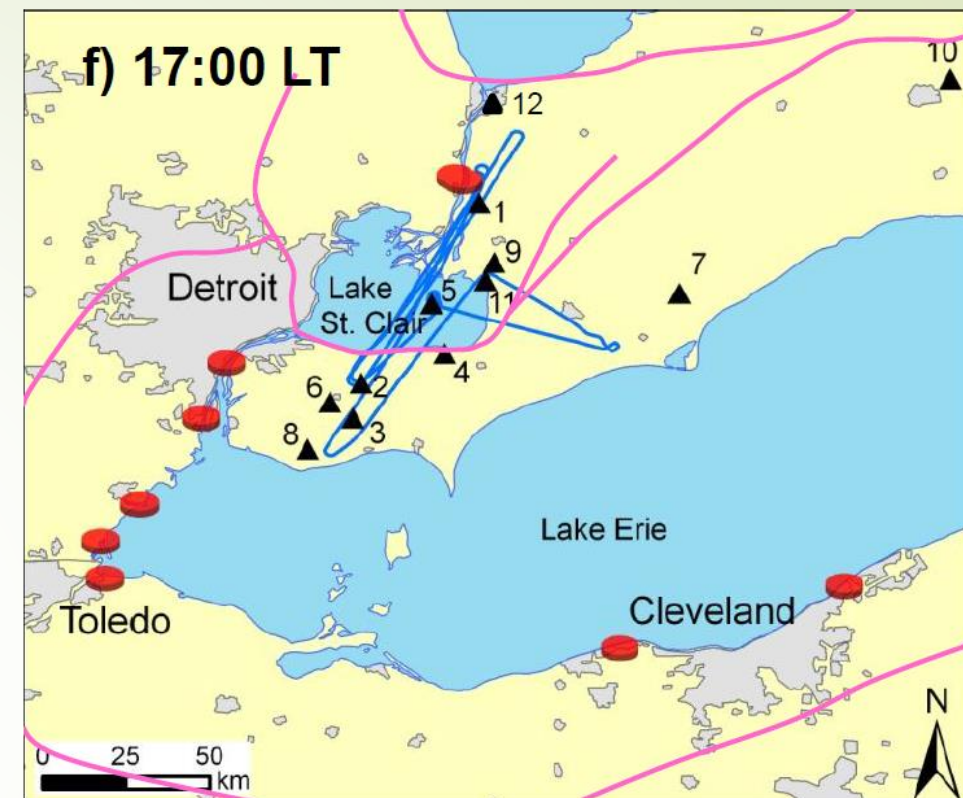 f) 17:00 LT
10
12
1
9
7
11
5
Detroit
Lake
St. Clair
4
2
6
3
8
Lake Erie
Toledo
Cleveland
N
0 25 50
km